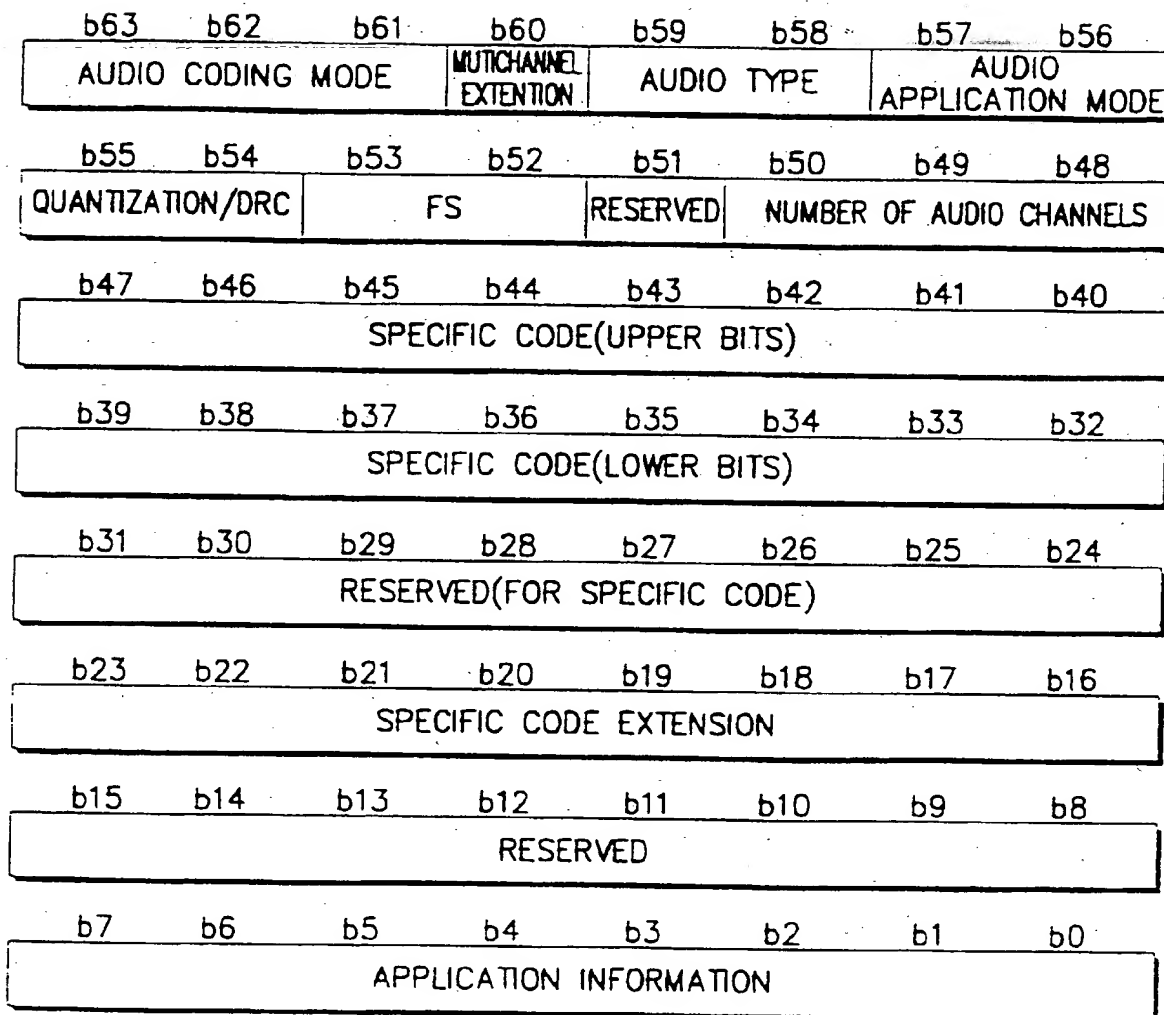 b63 b62 b61 b60 b59 b58 b57 b56
AUDIO CODING MODE MUTICHANNEL EXTENTION AUDIO TYPE AUDIO APPLICATION MODE
b55 b54 b53 b52 b51 b50 b49 b48
QUANTIZATION/DRC FS RESERVED NUMBER OF AUDIO CHANNELS
b47 b46 b45 b44 b43 b42 b41 b40
SPECIFIC CODE(UPPER BITS)
b39 b38 b37 b36 b35 b34 b33 b32
SPECIFIC CODE(LOWER BITS)
b31 b30 b29 b28 b27 b26 b25 b24
RESERVED(FOR SPECIFIC CODE)
b23 b22 b21 b20 b19 b18 b17 b16
SPECIFIC CODE EXTENSION
b15 b14 b13 b12 b11 b10 b9 b8
RESERVED
b7 b6 b5 b4 b3 b2 b1 b0
APPLICATION INFORMATION